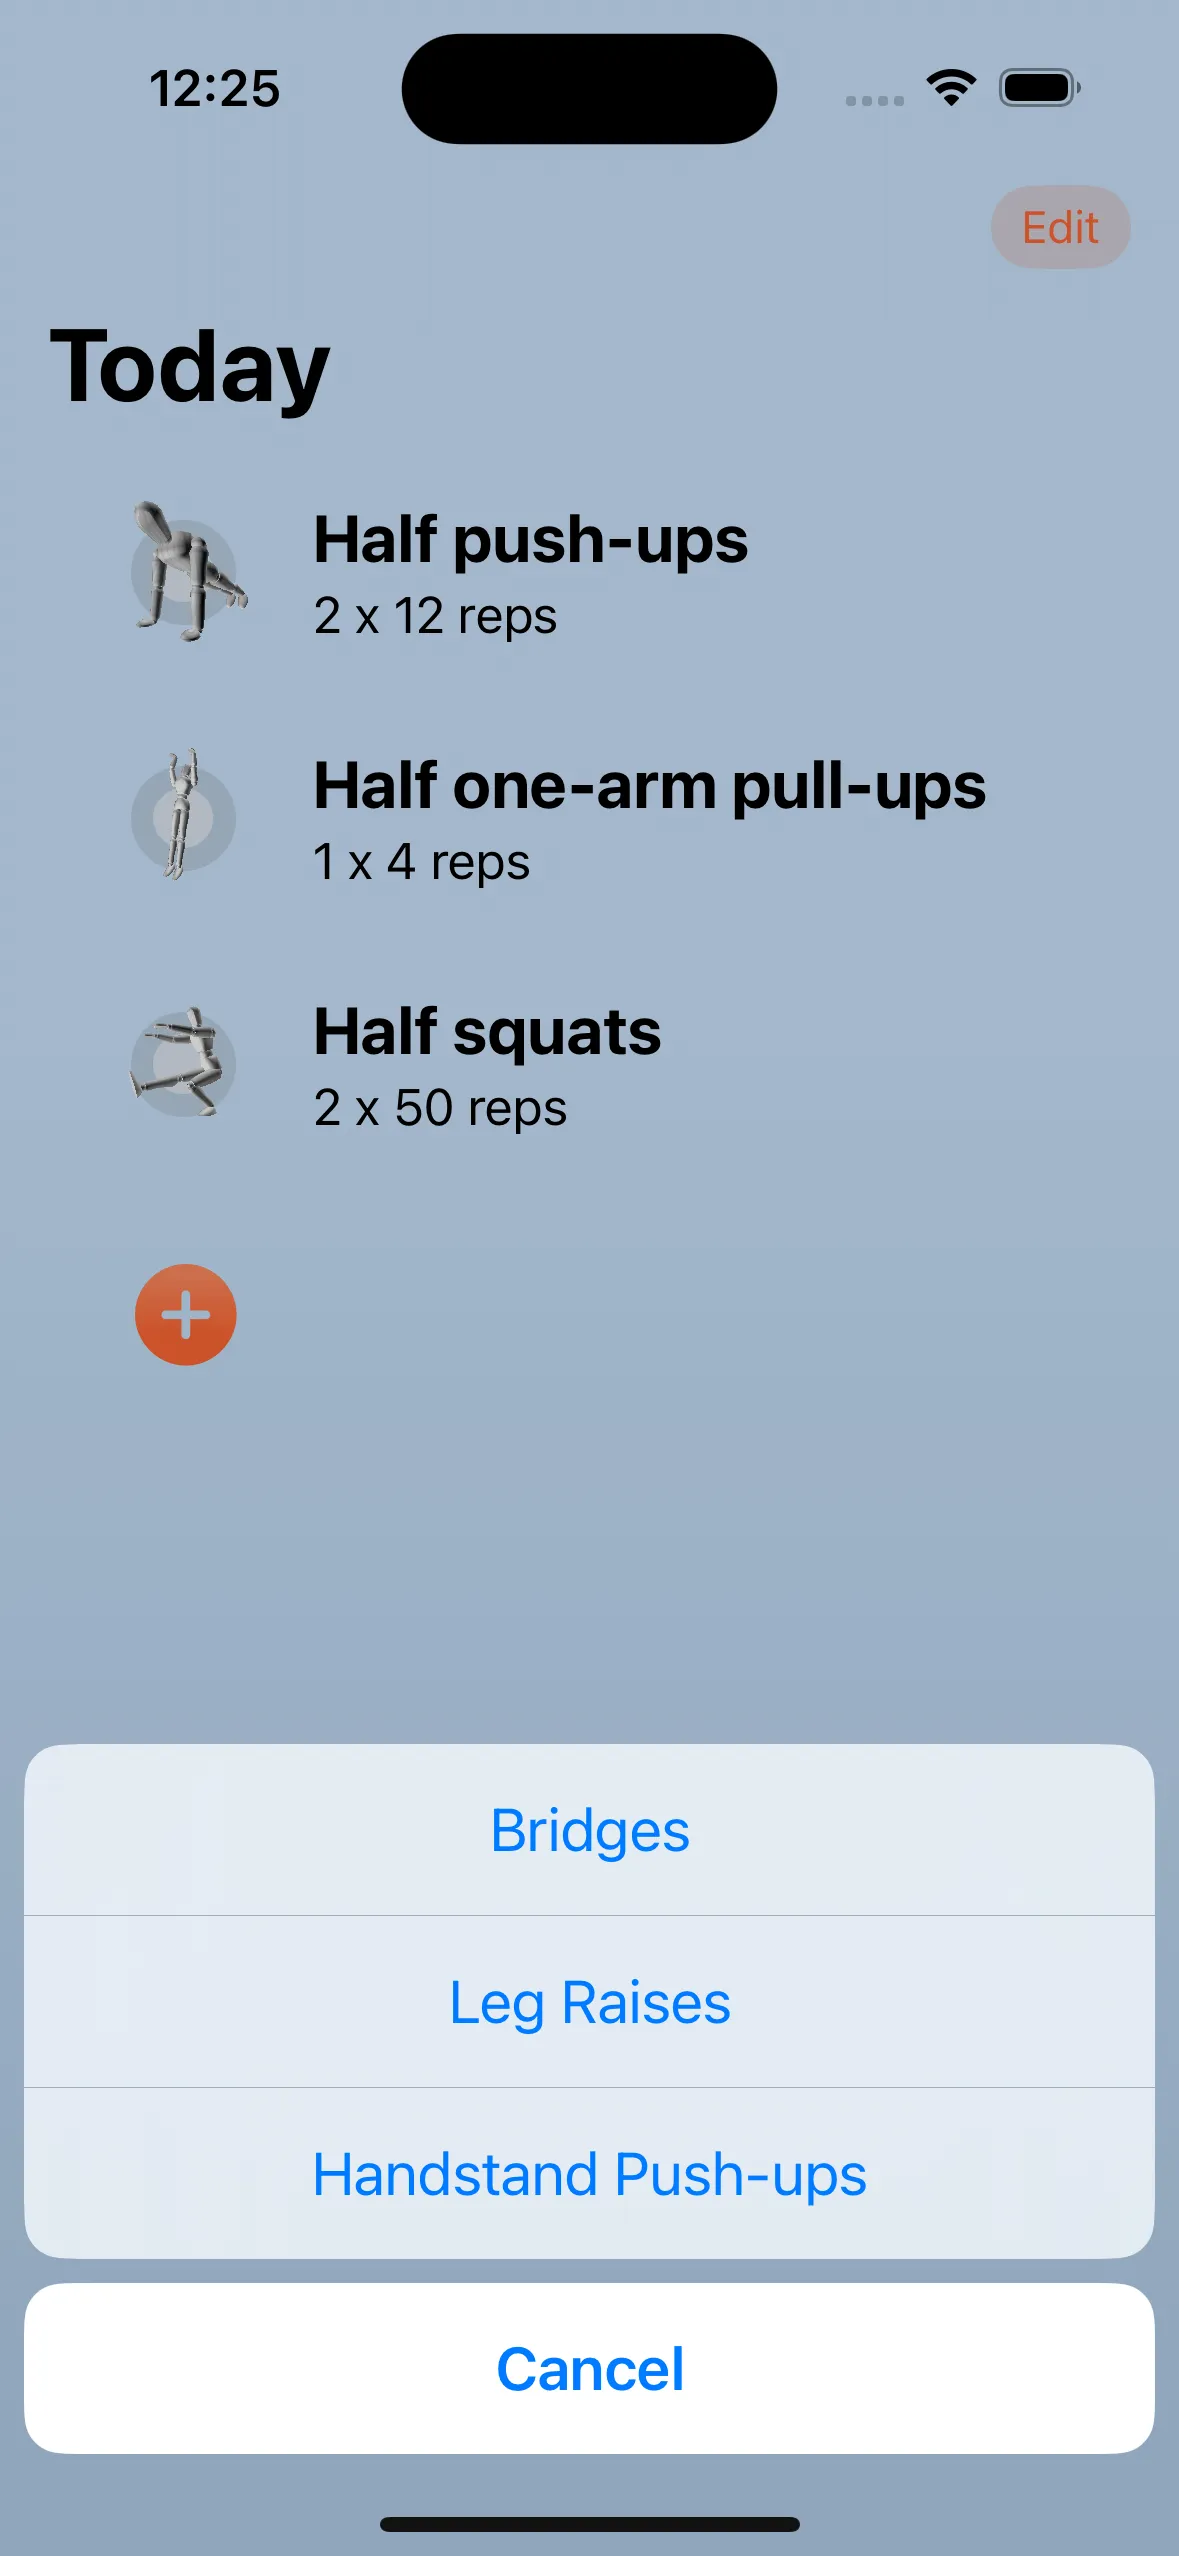 12:25
Edit
Today
Half push-ups
2 x 12 reps
Half one-arm pull-ups
1 x 4 reps
Half squats
2 x 50 reps
Bridges
Leg Raises
Handstand Push-ups
Cancel